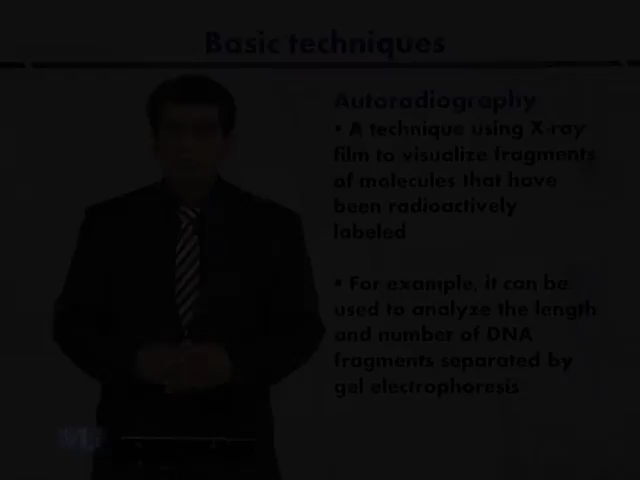 Basic techniques
Autoradiography
• A technique using X-ray
film to visualize fragments
of molecules that have
been radioactively
labeled
• For example, it can be
used to analyze the length
and number of DNA
fragments separated by
gel electrophoresis